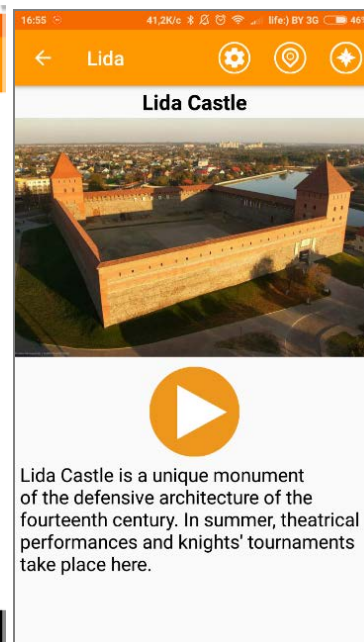 16:55 41,2K/c life:) BY 3G 46
Lida
Lida Castle
Lida Castle is a unique monument
of the defensive architecture of the
fourteenth century. In summer, theatrical
performances and knights' tournaments
take place here.